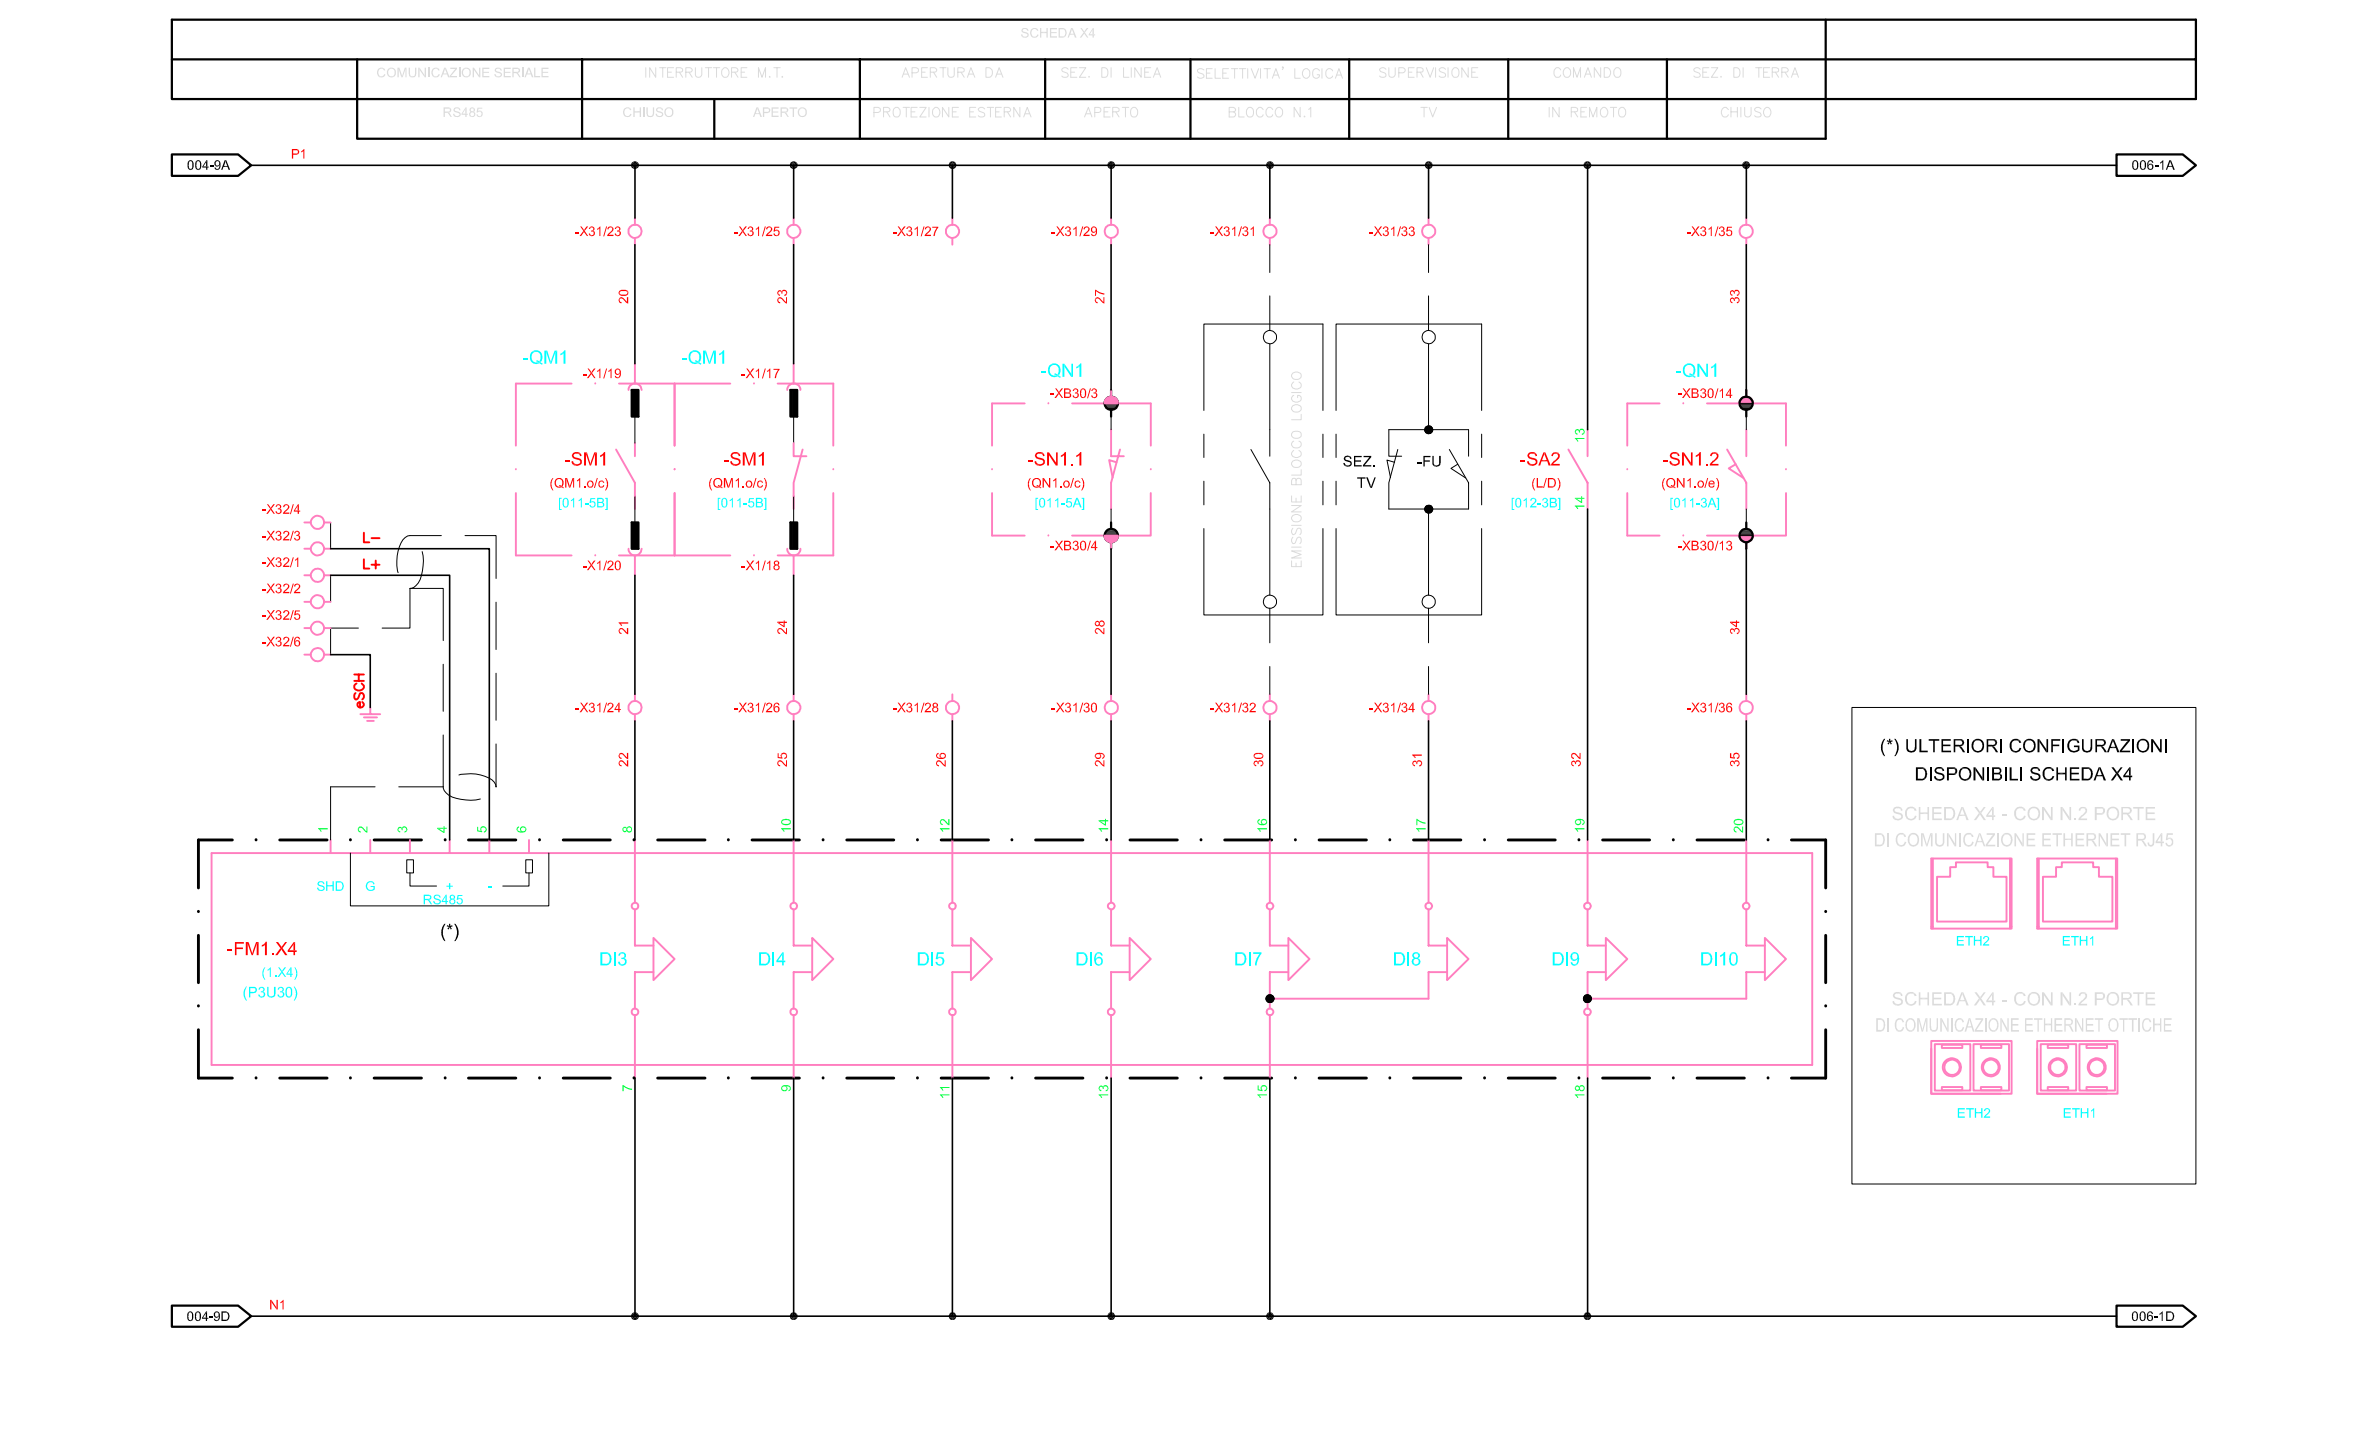 SCHEDA X4
COMUNICAZIONE SERIALE
INTERRUTTORE M.T.
APERTURA DA
SEZ. DI LINEA
SELETTIVITA' LOGICA
SUPERVISIONE
COMANDO
SEZ. DI TERRA
RS485
CHIUSO
APERTO
PROTEZIONE ESTERNA
APERTO
BLOCCO N.1
TV
IN REMOTO
CHIUSO
004-9A
P1
006-1A
-X31/23
-X31/25
-X31/27
-X31/29
-X31/31
-X31/33
-X31/35
20
23
27
33
-QM1
-X1/19
-QM1
-X1/17
-QN1
-XB30/3
-QN1
-XB30/14
-SM1
(QM1.o/c)
[011-5B]
-SM1
(QM1.o/c)
[011-5B]
-SN1.1
(QN1.o/c)
[011-5A]
EMISSIONE BLOCCO LOGICO
SEZ.
TV
-FU
13
-SA2
(L/D)
[012-3B]
14
-SN1.2
(QN1.o/e)
[011-3A]
-X1/20
-X1/18
-XB30/4
-XB30/13
-X32/4
-X32/3
-X32/1
-X32/2
-X32/5
-X32/6
L-
L+
eSCH
21
24
28
34
-X31/24
-X31/26
-X31/28
-X31/30
-X31/32
-X31/34
-X31/36
22
25
26
29
30
31
32
35
1
2
3
4
5
6
8
10
12
14
16
17
19
20
SHD
G
+
-
RS485
(*)
-FM1.X4
(1.X4)
(P3U30)
DI3
DI4
DI5
DI6
DI7
DI8
DI9
DI10
7
9
11
13
15
18
(*) ULTERIORI CONFIGURAZIONI
DISPONIBILI SCHEDA X4
SCHEDA X4 - CON N.2 PORTE
DI COMUNICAZIONE ETHERNET RJ45
ETH2
ETH1
SCHEDA X4 - CON N.2 PORTE
DI COMUNICAZIONE ETHERNET OTTICHE
ETH2
ETH1
004-9D
N1
006-1D